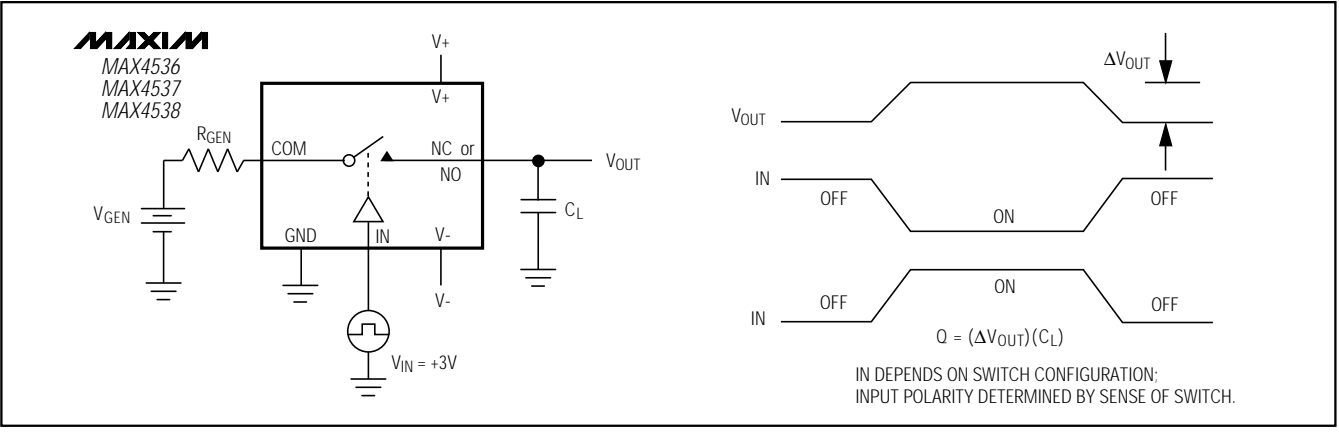 MAXIM
MAX4536
MAX4537
MAX4538
V+
V+
RGEN
COM
NC or
NO
VOUT
VGEN
CL
GND
IN
V-
V-
VIN = +3V
ΔVOUT
VOUT
IN
OFF
ON
OFF
IN
OFF
ON
OFF
Q = (ΔVOUT)(CL)
IN DEPENDS ON SWITCH CONFIGURATION;
INPUT POLARITY DETERMINED BY SENSE OF SWITCH.